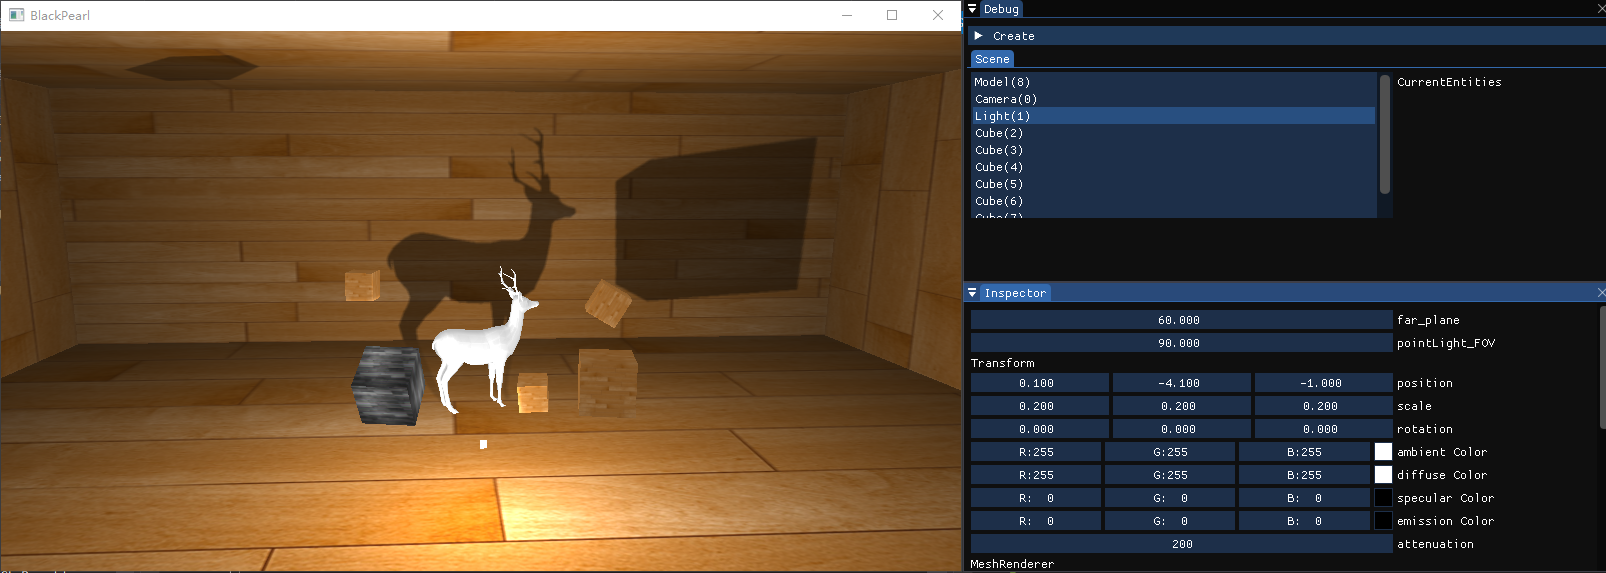 BlackPearl
Debug
Create
Scene
Model(8)
Camera(0)
Light(1)
Cube(2)
Cube(3)
Cube(4)
Cube(5)
Cube(6)
Cube(7)
CurrentEntities
Inspector
60.000 far_plane
90.000 pointLight_FOV
Transform
0.100 -4.100 -1.000 position
0.200 0.200 0.200 scale
0.000 0.000 0.000 rotation
R:255 G:255 B:255 ambient Color
R:255 G:255 B:255 diffuse Color
R: 0 G: 0 B: 0 specular Color
R: 0 G: 0 B: 0 emission Color
200 attenuation
MeshRenderer